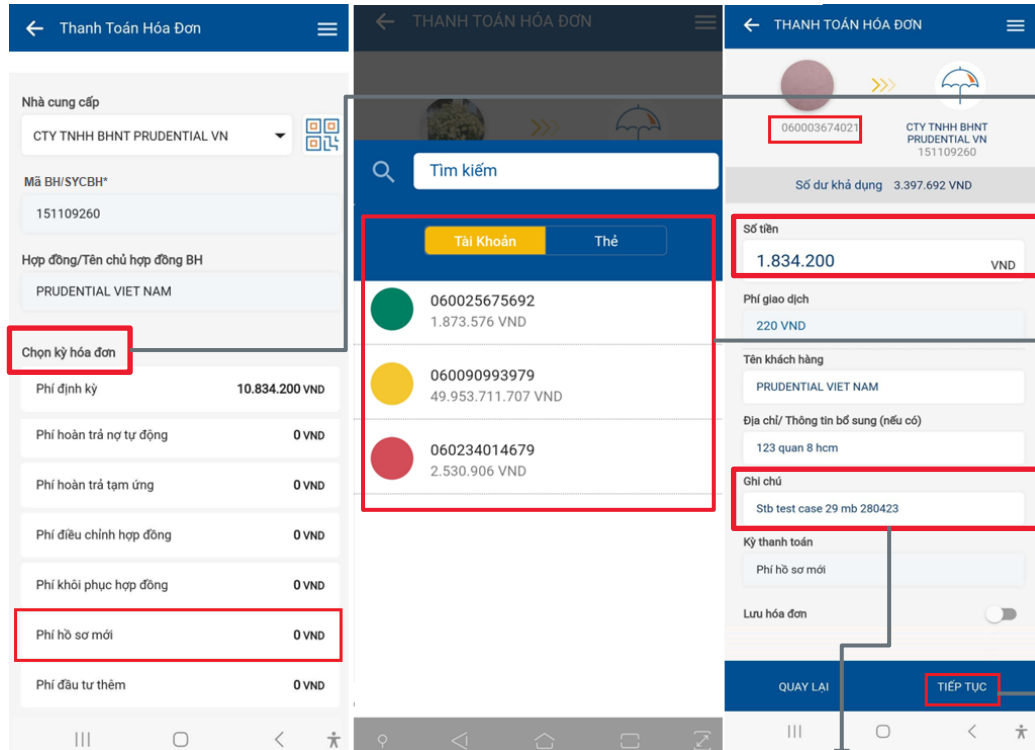 Thanh Toán Hóa Đơn
Nhà cung cấp
CTY TNHH BHNT PRUDENTIAL VN
Mã BH/SYCBH*
151109260
Hợp đồng/Tên chủ hợp đồng BH
PRUDENTIAL VIET NAM
Chọn kỳ hóa đơn
Phí định kỳ 10.834.200 VND
Phí hoàn trả nợ tự động 0 VND
Phí hoàn trả tạm ứng 0 VND
Phí điều chỉnh hợp đồng 0 VND
Phí khôi phục hợp đồng 0 VND
Phí hồ sơ mới 0 VND
Phí đầu tư thêm 0 VND
THANH TOÁN HÓA ĐƠN
Tìm kiếm
Tài Khoản Thẻ
060025675692
1.873.576 VND
060090993979
49.953.711.707 VND
060234014679
2.530.906 VND
THANH TOÁN HÓA ĐƠN
060003674021
CTY TNHH BHNT
PRUDENTIAL VN
151109260
Số dư khả dụng 3.397.692 VND
Số tiền
1.834.200 VND
Phí giao dịch
220 VND
Tên khách hàng
PRUDENTIAL VIET NAM
Địa chỉ/ Thông tin bổ sung (nếu có)
123 quan 8 hcm
Ghi chú
Stb test case 29 mb 280423
Kỳ thanh toán
Phí hồ sơ mới
Lưu hóa đơn
QUAY LẠI TIẾP TỤC